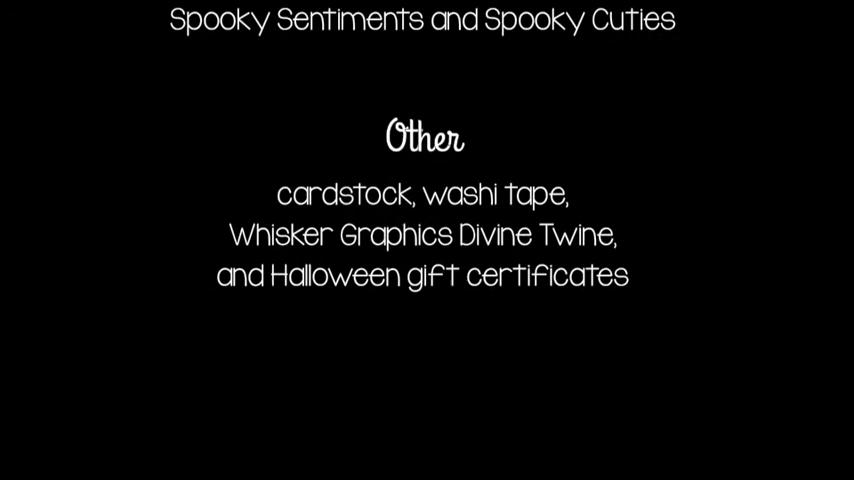 Spooky Sentiments and Spooky Cuties
Other
cardstock, washi tape,
Whisker Graphics Divine Twine,
and Halloween gift certificates